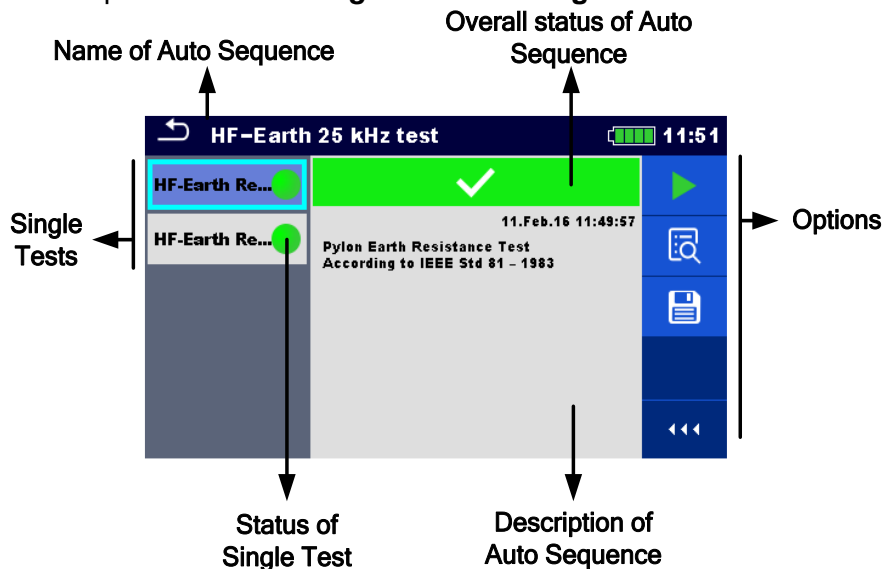 Overall status of Auto
Sequence
Name of Auto Sequence
HF-Earth 25 kHz test
11:51
HF-Earth Re...
11.Feb.16 11:49:57
Pylon Earth Resistance Test
According to IEEE Std 81 - 1983
HF-Earth Re...
Single
Tests
Options
Status of
Single Test
Description of
Auto Sequence